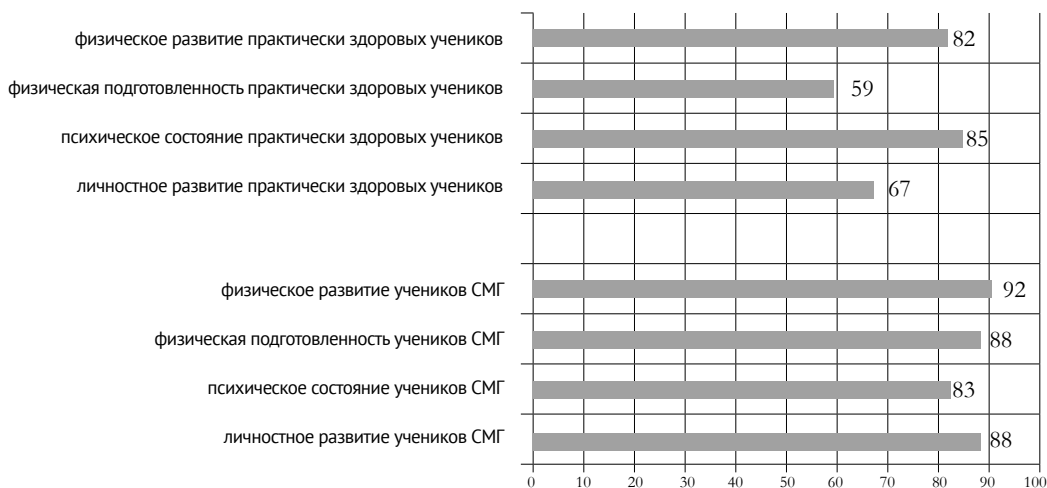 физическое развитие практически здоровых учеников 82
физическая подготовленность практически здоровых учеников 59
психическое состояние практически здоровых учеников 85
личностное развитие практически здоровых учеников 67
физическое развитие учеников СМГ 92
физическая подготовленность учеников СМГ 88
психическое состояние учеников СМГ 83
личностное развитие учеников СМГ 88
0 10 20 30 40 50 60 70 80 90 100